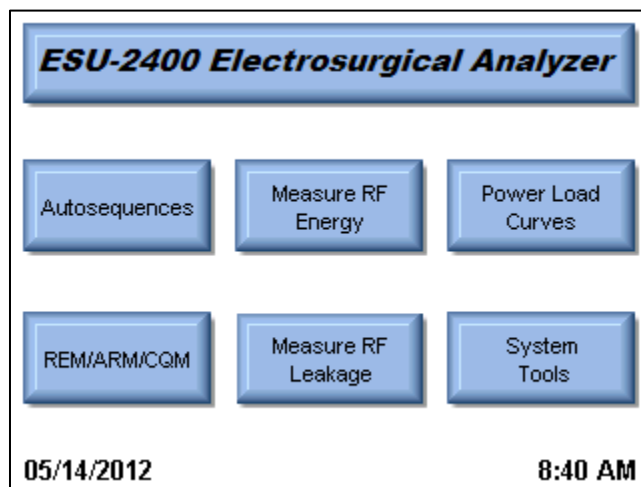 ESU-2400 Electrosurgical Analyzer
Autosequences
Measure RF
Energy
Power Load
Curves
REM/ARM/CQM
Measure RF
Leakage
System
Tools
05/14/2012
8:40 AM